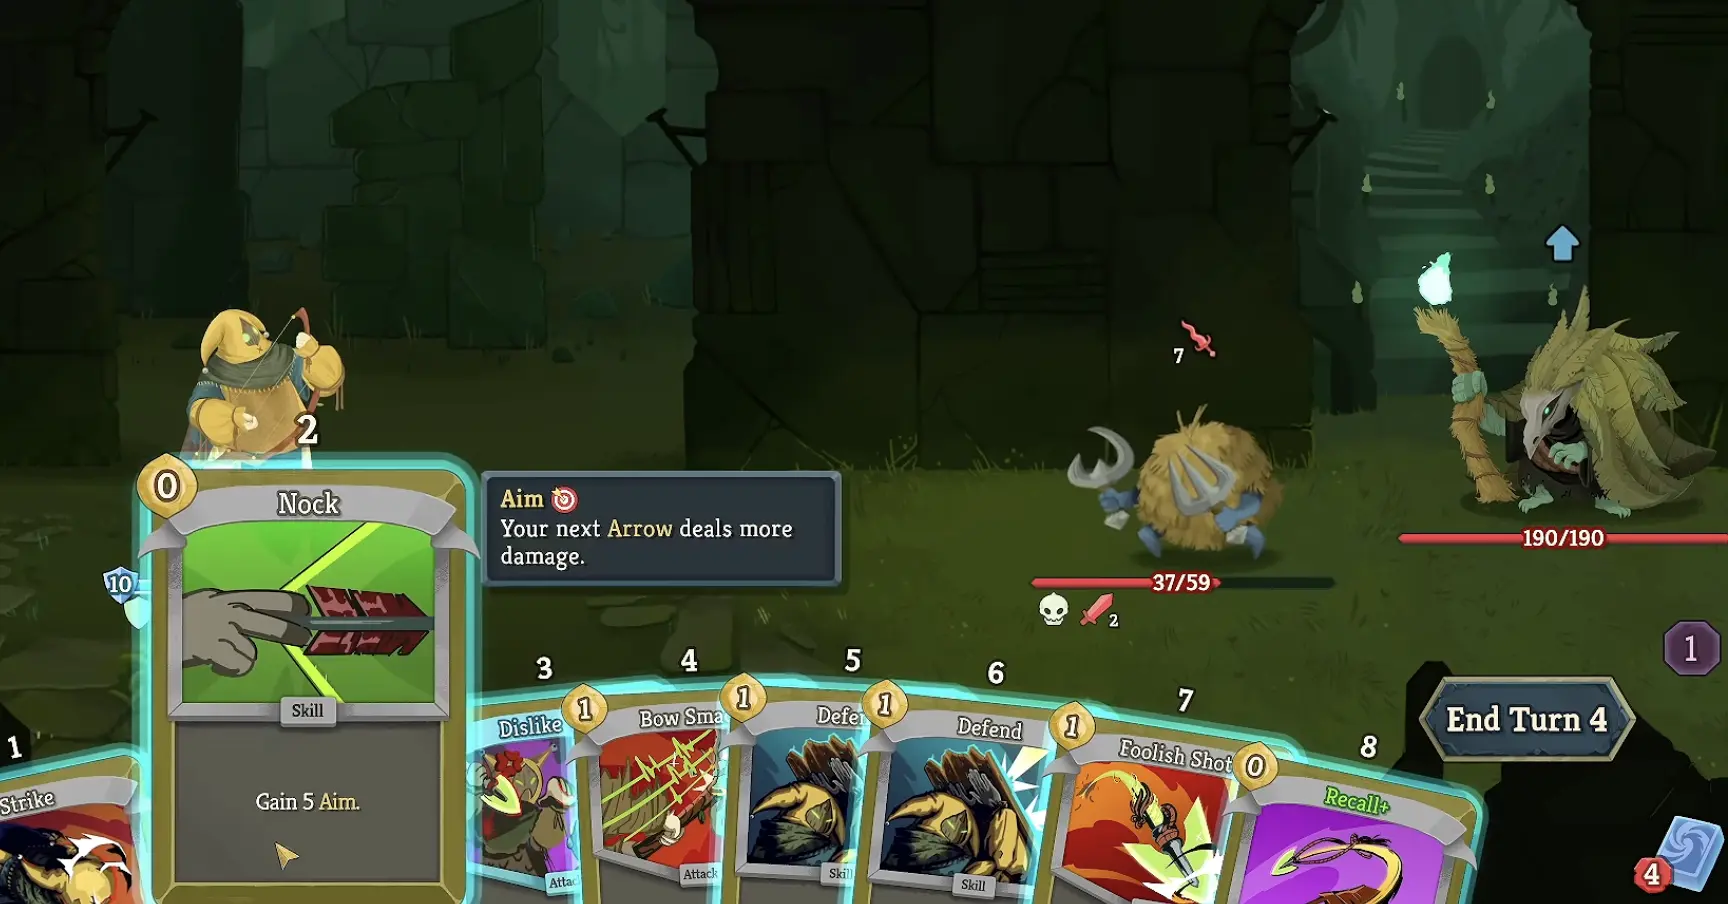 7
2
0
Nock
Aim
Your next Arrow deals more
damage.
190/190
10
37/59
2
Skill
1
3
4
5
6
7
8
1
Strike
Dislike
1
Bow Sma
1
Defen
1
Defend
1
Foolish Shot
0
Recall+
End Turn 4
Gain 5 Aim.
Attac
Attack
Skill
Skill
4